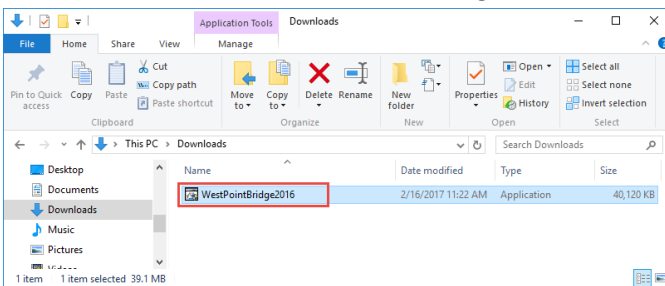 Application Tools Downloads
File Home Share View Manage
Pin to Quick access
Copy
Paste
Cut
Copy path
Paste shortcut
Clipboard
Move to
Copy to
Delete
Rename
Organize
New folder
New
Properties
Open
Edit
History
Open
Select all
Select none
Invert selection
Select
This PC > Downloads
Search Downloads
Desktop
Documents
Downloads
Music
Pictures
Videos
Name Date modified Type Size
WestPointBridge2016 2/16/2017 11:22 AM Application 40,120 KB
1 item 1 item selected 39.1 MB